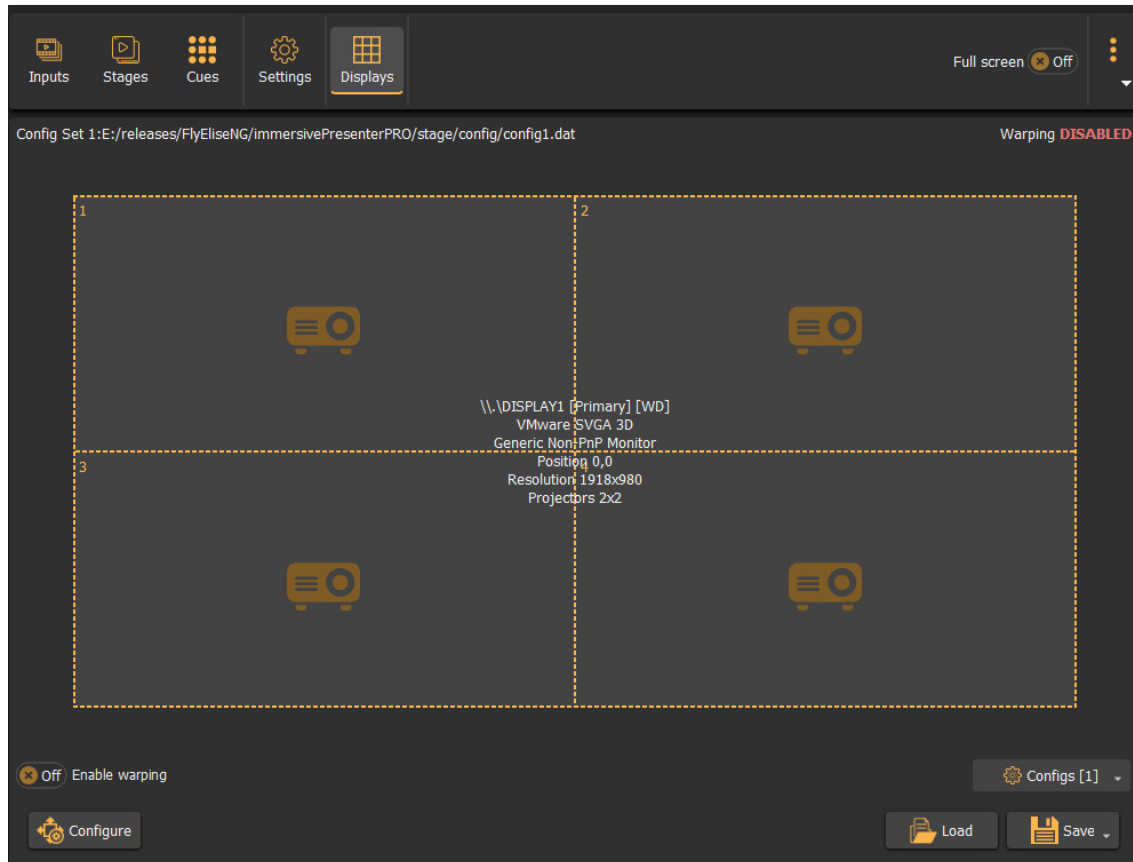 Inputs
Stages
Cues
Settings
Displays
Full screen Off
Config Set 1:E:/releases/FlyEliseNG/immersivePresenterPRO/stage/config/config1.dat
Warping DISABLED
1
2
\\.\DISPLAY1 [Primary] [WD]
VMware SVGA 3D
Generic Non-PnP Monitor
3
4
Position 0,0
Resolution 1918x980
Projectors 2x2
Off Enable warping
Configs [1]
Configure
Load
Save